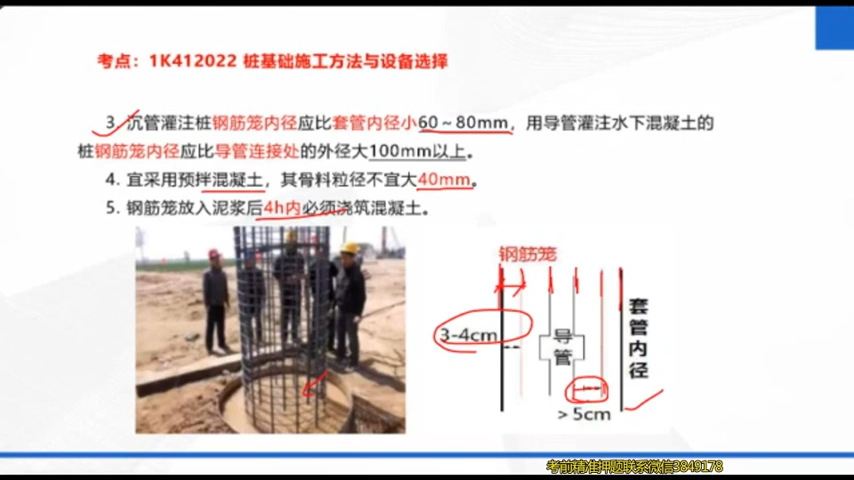 考点：1K412022 桩基础施工方法与设备选择
3. 沉管灌注桩钢筋笼内径应比套管内径小60～80mm，用导管灌注水下混凝土的
桩钢筋笼内径应比导管连接处的外径大100mm以上。
4. 宜采用预拌混凝土，其骨料粒径不宜大40mm。
5. 钢筋笼放入泥浆后4h内必须浇筑混凝土。
钢筋笼
3-4cm
导管
套管内径
>5cm
考前精准押题联系微信3849178